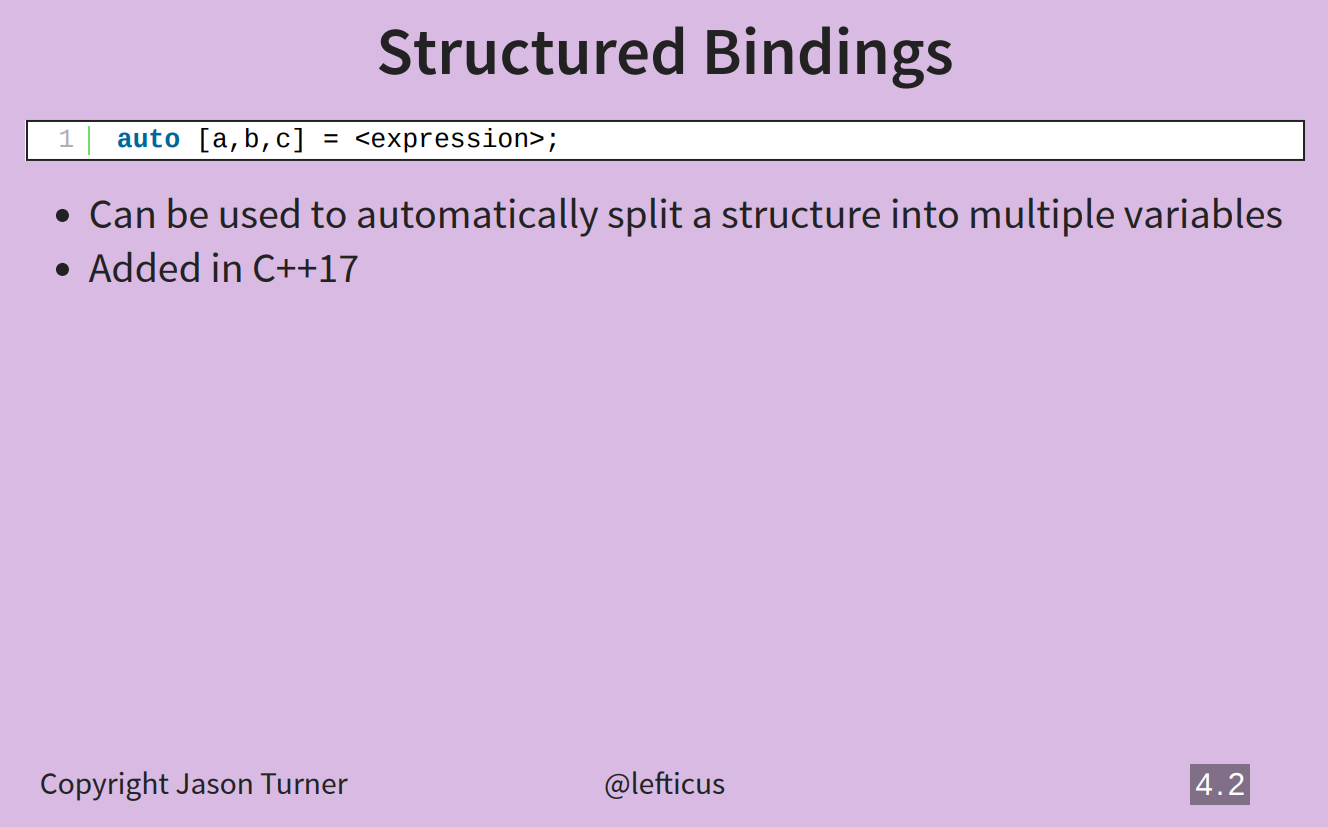 Structured Bindings
1 auto [a,b,c] = <expression>;
• Can be used to automatically split a structure into multiple variables
• Added in C++17
Copyright Jason Turner
@lefticus
4.2